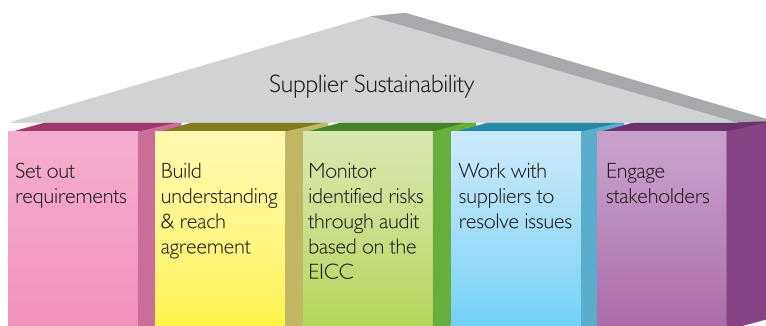 Supplier Sustainability
Set out
requirements
Build
understanding
& reach
agreement
Monitor
identified risks
through audit
based on the
EICC
Work with
suppliers to
resolve issues
Engage
stakeholders